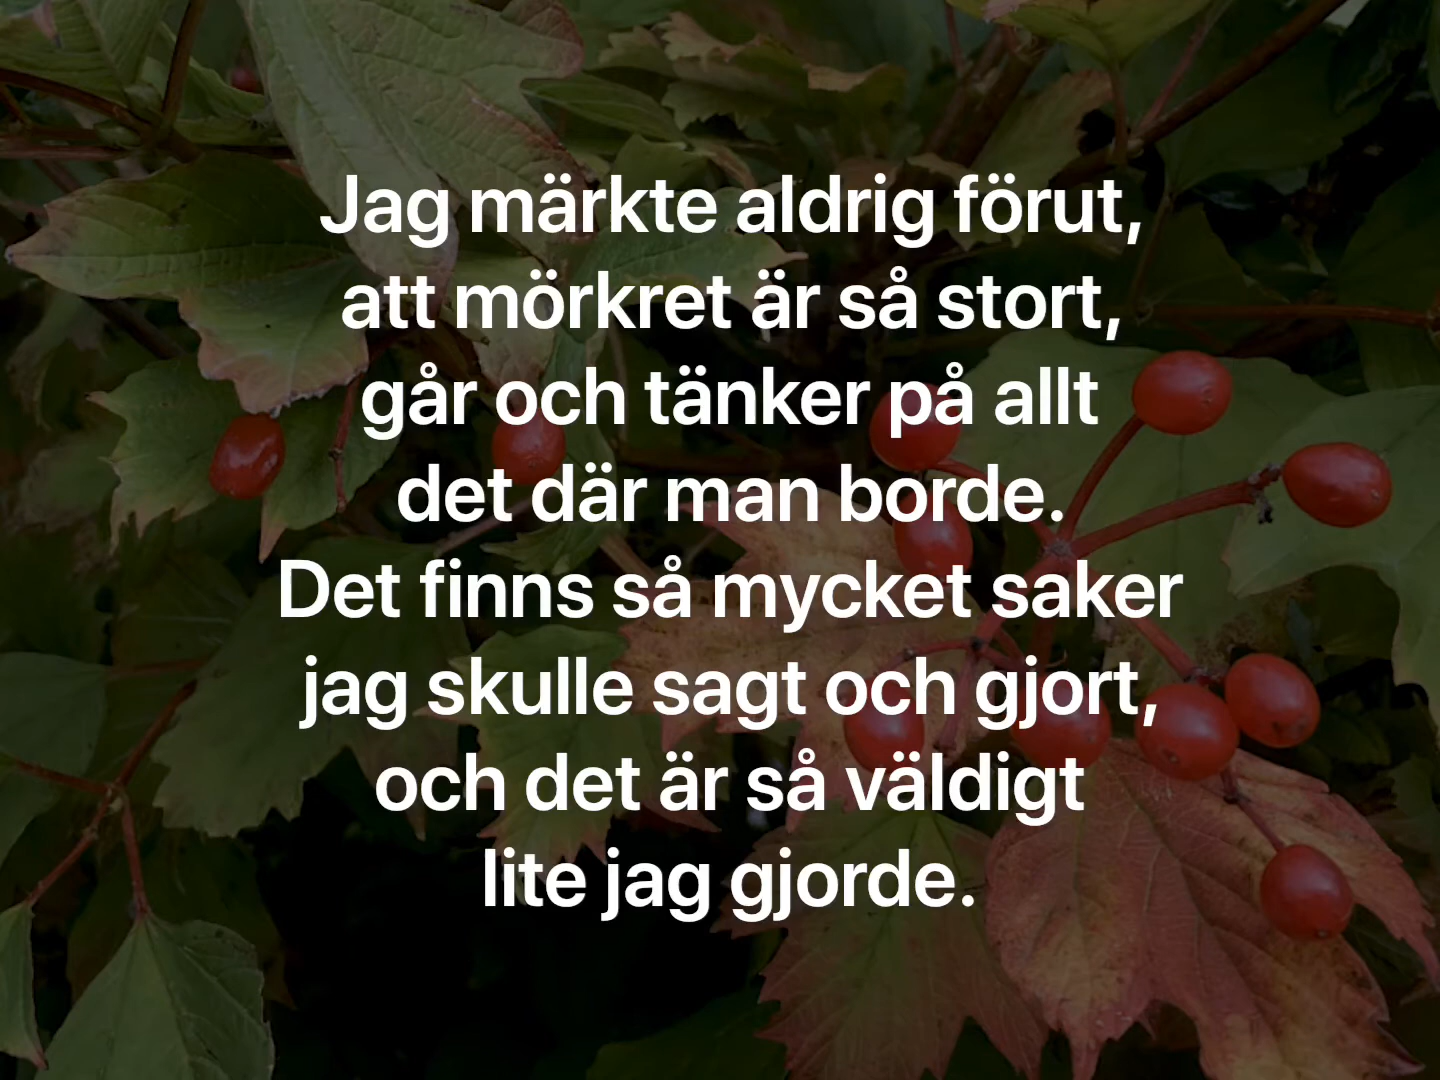 Jag märkte aldrig förut,
att mörkret är så stort,
går och tänker på allt
det där man borde.
Det finns så mycket saker
jag skulle sagt och gjort,
och det är så väldigt
lite jag gjorde.